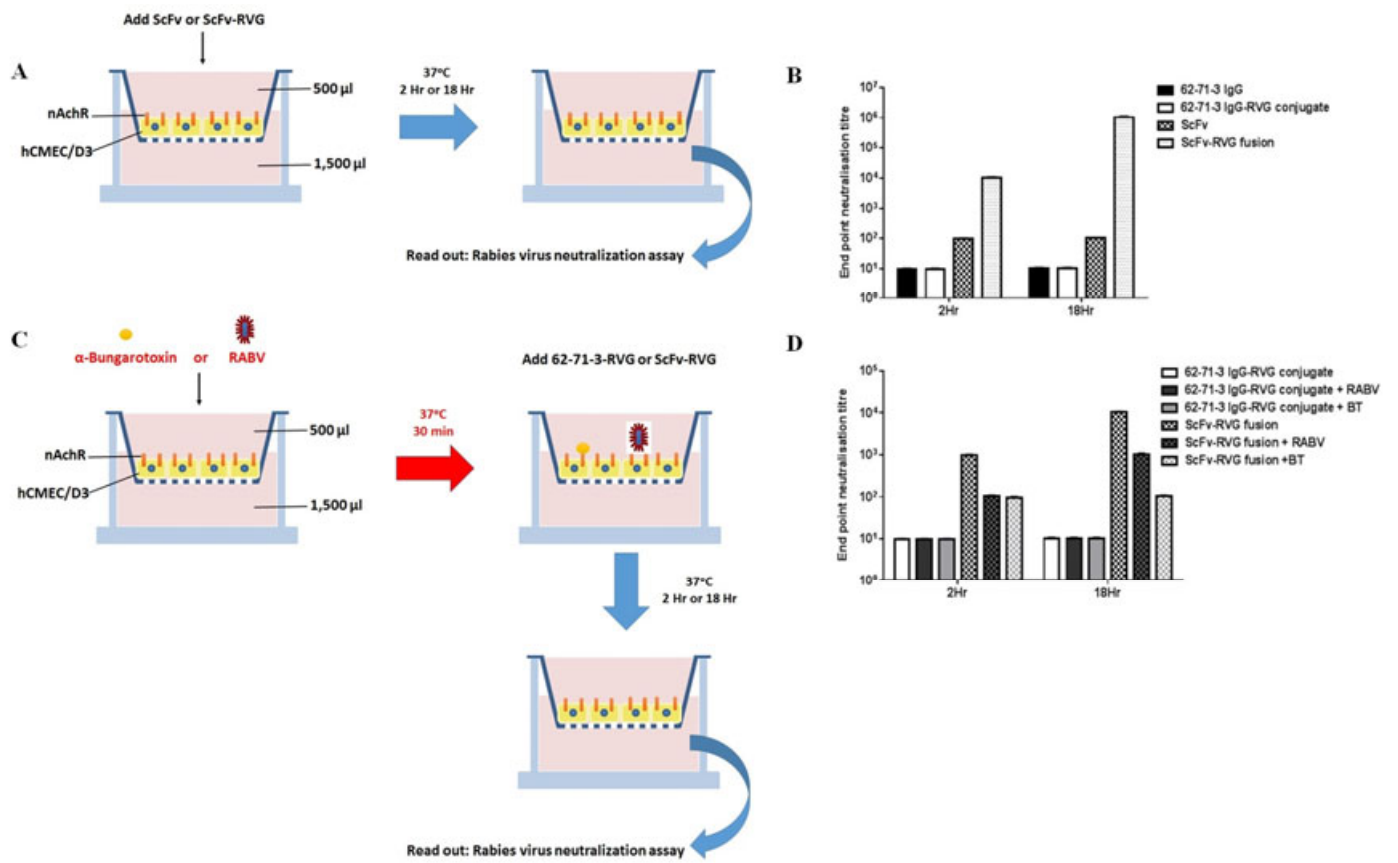 Add ScFv or ScFv-RVG
A
500 µl
nAchR
hCMEC/D3
1,500 µl
37ºC
2 Hr or 18 Hr
Read out: Rabies virus neutralization assay
B
End point neutralisation titre
10⁷
10⁶
10⁵
10⁴
10³
10²
10¹
10⁰
2Hr
18Hr
62-71-3 IgG
62-71-3 IgG-RVG conjugate
ScFv
ScFv-RVG fusion
C
α-Bungarotoxin or RABV
500 µl
nAchR
hCMEC/D3
1,500 µl
37ºC
30 min
Add 62-71-3-RVG or ScFv-RVG
37ºC
2 Hr or 18 Hr
Read out: Rabies virus neutralization assay
D
End point neutralisation titre
10⁵
10⁴
10³
10²
10¹
10⁰
2Hr
18Hr
62-71-3 IgG-RVG conjugate
62-71-3 IgG-RVG conjugate + RABV
62-71-3 IgG-RVG conjugate + BT
ScFv-RVG fusion
ScFv-RVG fusion + RABV
ScFv-RVG fusion +BT